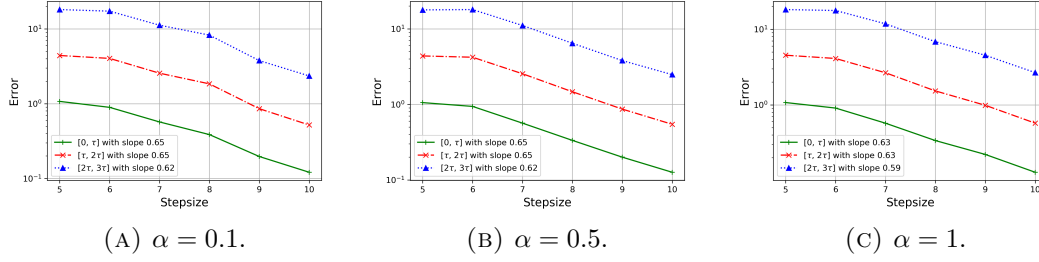 10¹
10⁰
10⁻¹
Error
[0, τ] with slope 0.65
[τ, 2τ] with slope 0.65
[2τ, 3τ] with slope 0.62
5 6 7 8 9 10
Stepsize
(A) α = 0.1.
10¹
10⁰
10⁻¹
Error
[0, τ] with slope 0.65
[τ, 2τ] with slope 0.65
[2τ, 3τ] with slope 0.62
5 6 7 8 9 10
Stepsize
(B) α = 0.5.
10¹
10⁰
10⁻¹
Error
[0, τ] with slope 0.63
[τ, 2τ] with slope 0.63
[2τ, 3τ] with slope 0.59
5 6 7 8 9 10
Stepsize
(C) α = 1.